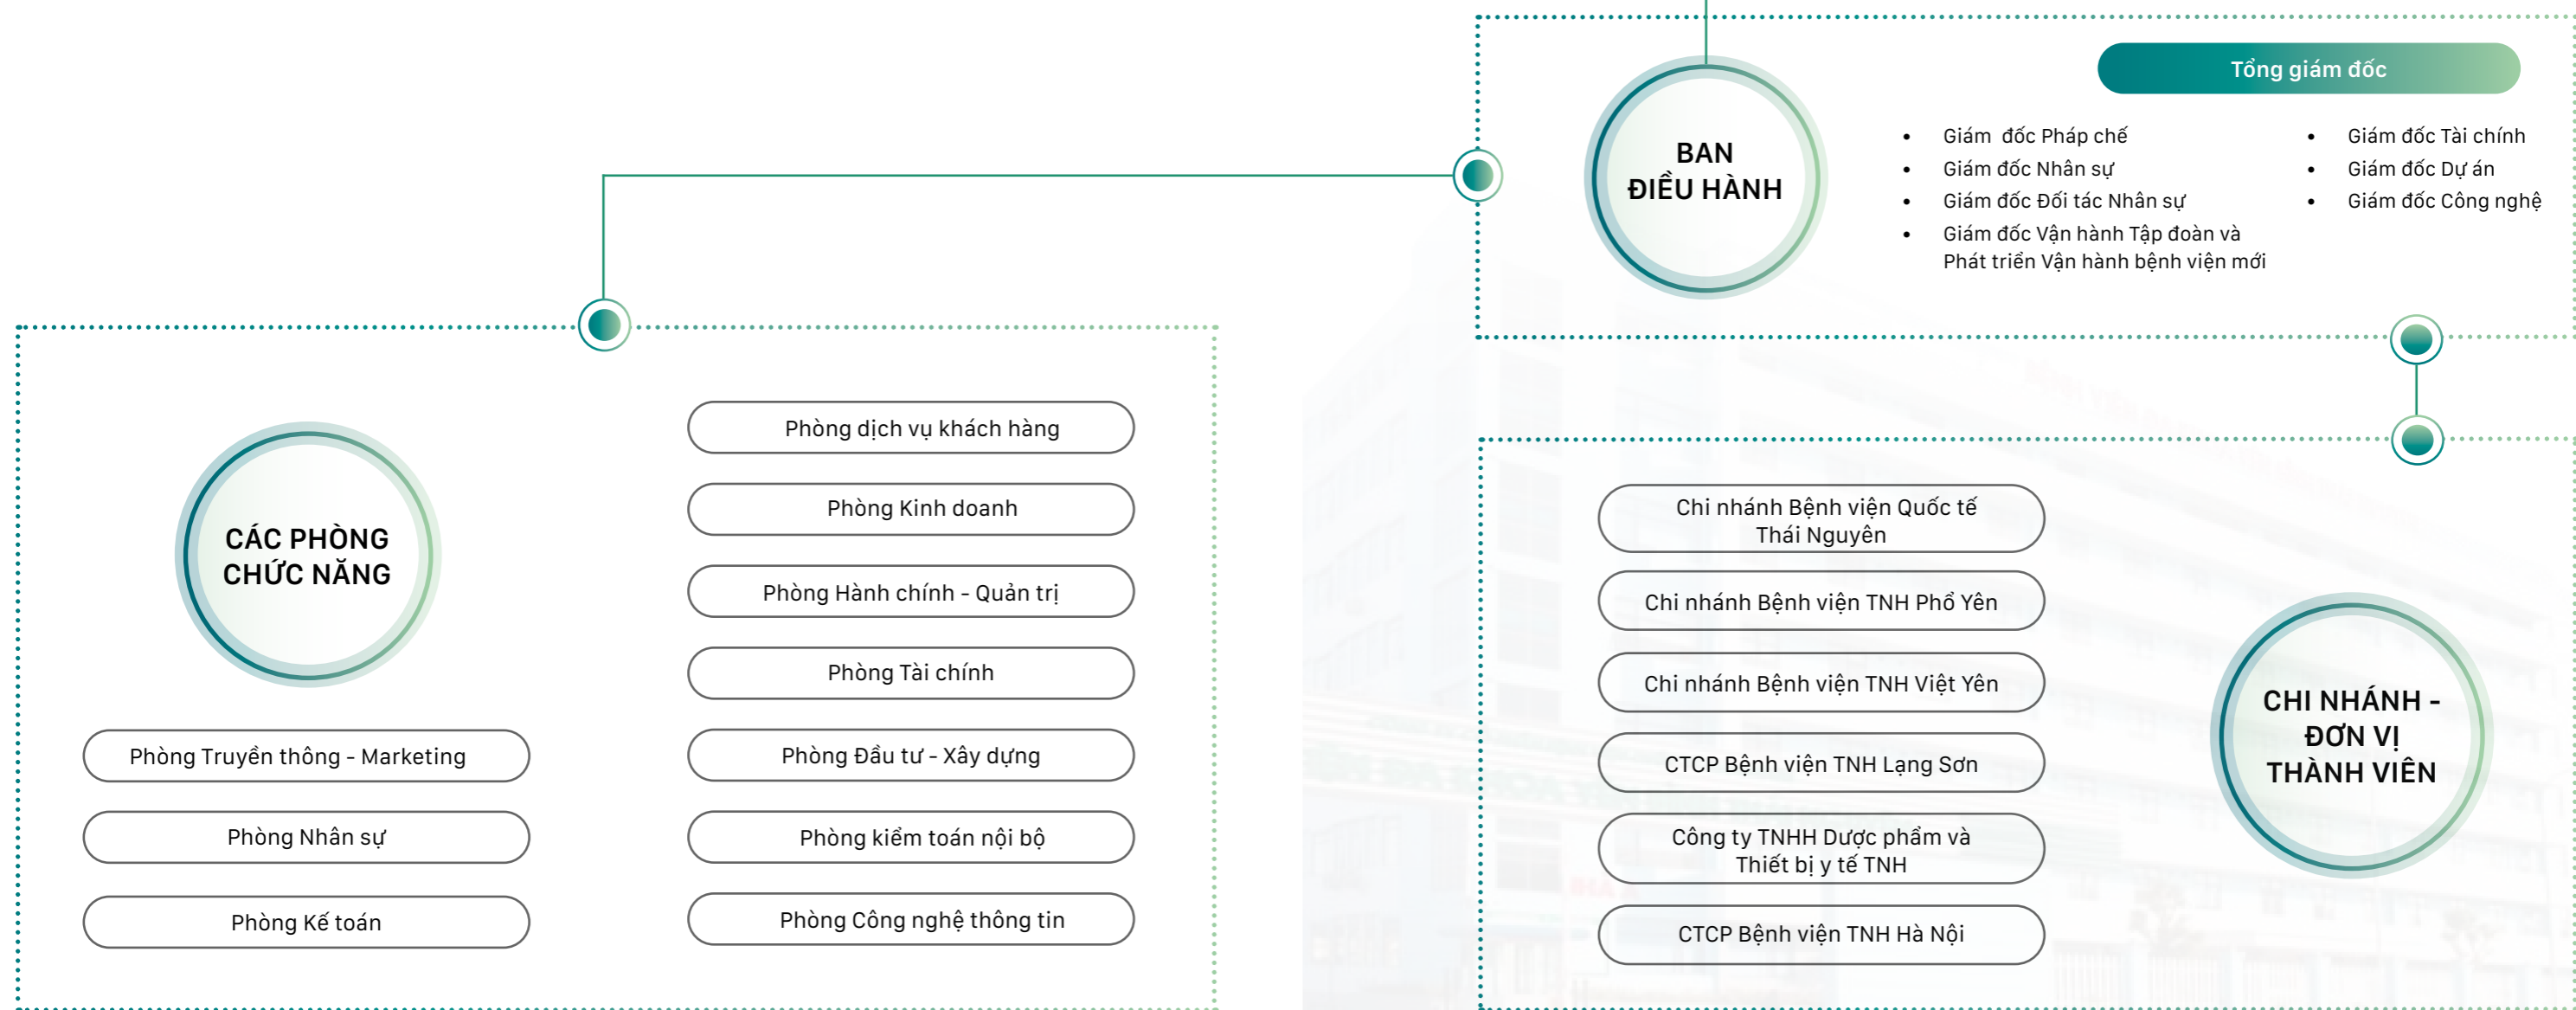 Tổng giám đốc
BAN
ĐIỀU HÀNH
• Giám đốc Pháp chế
• Giám đốc Nhân sự
• Giám đốc Đối tác Nhân sự
• Giám đốc Vận hành Tập đoàn và
Phát triển Vận hành bệnh viện mới
• Giám đốc Tài chính
• Giám đốc Dự án
• Giám đốc Công nghệ
CÁC PHÒNG
CHỨC NĂNG
Phòng Truyền thông - Marketing
Phòng Nhân sự
Phòng Kế toán
Phòng dịch vụ khách hàng
Phòng Kinh doanh
Phòng Hành chính - Quản trị
Phòng Tài chính
Phòng Đầu tư - Xây dựng
Phòng kiểm toán nội bộ
Phòng Công nghệ thông tin
Chi nhánh Bệnh viện Quốc tế
Thái Nguyên
Chi nhánh Bệnh viện TNH Phổ Yên
Chi nhánh Bệnh viện TNH Việt Yên
CTCP Bệnh viện TNH Lạng Sơn
Công ty TNHH Dược phẩm và
Thiết bị y tế TNH
CTCP Bệnh viện TNH Hà Nội
CHI NHÁNH -
ĐƠN VỊ
THÀNH VIÊN